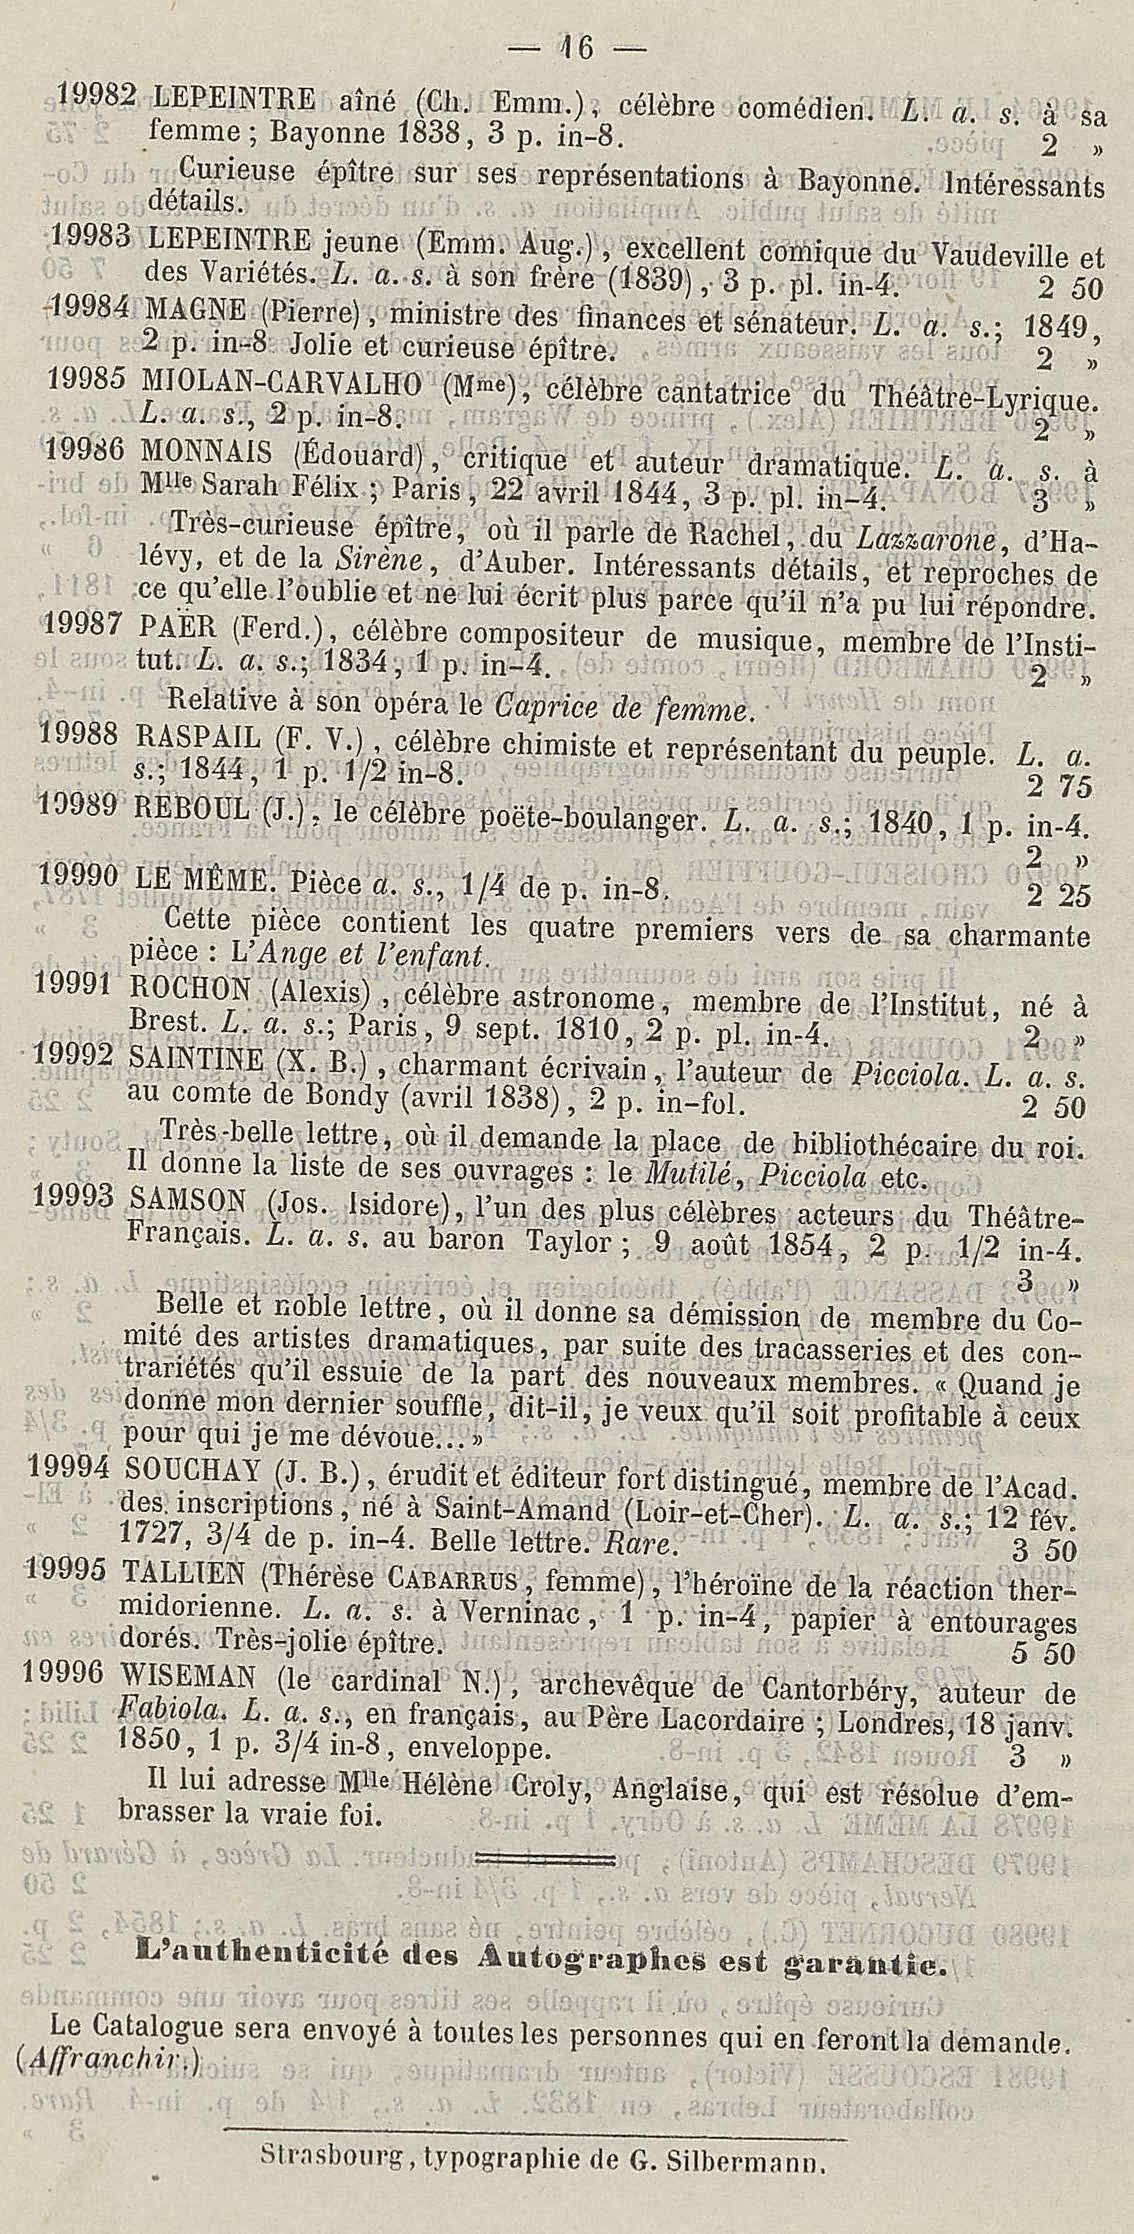 — 16 —
19982 LEPEINTRE aîné (Ch. Emm.), célèbre comédien. L. a. s. à sa
femme; Bayonne 1838, 3 p. in-8. 2 »
Curieuse épître sur ses représentations à Bayonne. Intéressants
détails.
19983 LEPEINTRE jeune (Emm. Aug.), excellent comique du Vaudeville et
des Variétés. L. a. s. à son frère (1839), 3 p. pl. in-4. 2 50
19984 MAGNE (Pierre), ministre des finances et sénateur. L. a. s.; 1849,
2 p. in-8 Jolie et curieuse épître. 2 »
19985 MIOLAN-CARVALHO (Mme), célèbre cantatrice du Théâtre-Lyrique.
L. a. s., 2 p. in-8. 2 »
19986 MONNAIS (Édouard), critique et auteur dramatique. L. a. s. à
Mlle Sarah Félix; Paris, 22 avril 1844, 3 p. pl. in-4. 3 »
Très-curieuse épître, où il parle de Rachel, du Lazzarone, d'Ha-
lévy, et de la Sirène, d'Auber. Intéressants détails, et reproches de
ce qu'elle l'oublie et ne lui écrit plus parce qu'il n'a pu lui répondre.
19987 PAËR (Ferd.), célèbre compositeur de musique, membre de l'Insti-
tut. L. a. s.; 1834, 1 p. in-4. 2 »
Relative à son opéra le Caprice de femme.
19988 RASPAIL (F. V.), célèbre chimiste et représentant du peuple. L. a.
s.; 1844, 1 p. 1/2 in-8. 2 75
19989 REBOUL (J.), le célèbre poëte-boulanger. L. a. s.; 1840, 1 p. in-4.
2 »
19990 LE MÊME. Pièce a. s., 1/4 de p. in-8. 2 25
Cette pièce contient les quatre premiers vers de sa charmante
pièce : L'Ange et l'enfant.
19991 ROCHON (Alexis), célèbre astronome, membre de l'Institut, né à
Brest. L. a. s.; Paris, 9 sept. 1810, 2 p. pl. in-4. 2 »
19992 SAINTINE (X. B.), charmant écrivain, l'auteur de Picciola. L. a. s.
au comte de Bondy (avril 1838), 2 p. in-fol. 2 50
Très-belle lettre, où il demande la place de bibliothécaire du roi.
Il donne la liste de ses ouvrages : le Mutilé, Picciola etc.
19993 SAMSON (Jos. Isidore), l'un des plus célèbres acteurs du Théâtre-
Français. L. a. s. au baron Taylor; 9 août 1854, 2 p. 1/2 in-4.
3 »
Belle et noble lettre, où il donne sa démission de membre du Co-
mité des artistes dramatiques, par suite des tracasseries et des con-
trariétés qu'il essuie de la part des nouveaux membres. « Quand je
donne mon dernier souffle, dit-il, je veux qu'il soit profitable à ceux
pour qui je me dévoue...»
19994 SOUCHAY (J. B.), érudit et éditeur fort distingué, membre de l'Acad.
des inscriptions, né à Saint-Amand (Loir-et-Cher). L. a. s.; 12 fév.
1727, 3/4 de p. in-4. Belle lettre. Rare. 3 50
19995 TALLIEN (Thérèse CABARRUS, femme), l'héroïne de la réaction ther-
midorienne. L. a. s. à Verninac, 1 p. in-4, papier à entourages
dorés. Très-jolie épître. 5 50
19996 WISEMAN (le cardinal N.), archevêque de Cantorbéry, auteur de
Fabiola. L. a. s., en français, au Père Lacordaire; Londres, 18 janv.
1850, 1 p. 3/4 in-8, enveloppe. 3 »
Il lui adresse Mlle Hélène Croly, Anglaise, qui est résolue d'em-
brasser la vraie foi.
L'authenticité des Autographes est garantie.
Le Catalogue sera envoyé à toutes les personnes qui en feront la demande.
(Affranchir.)
Strasbourg, typographie de G. Silbermann.